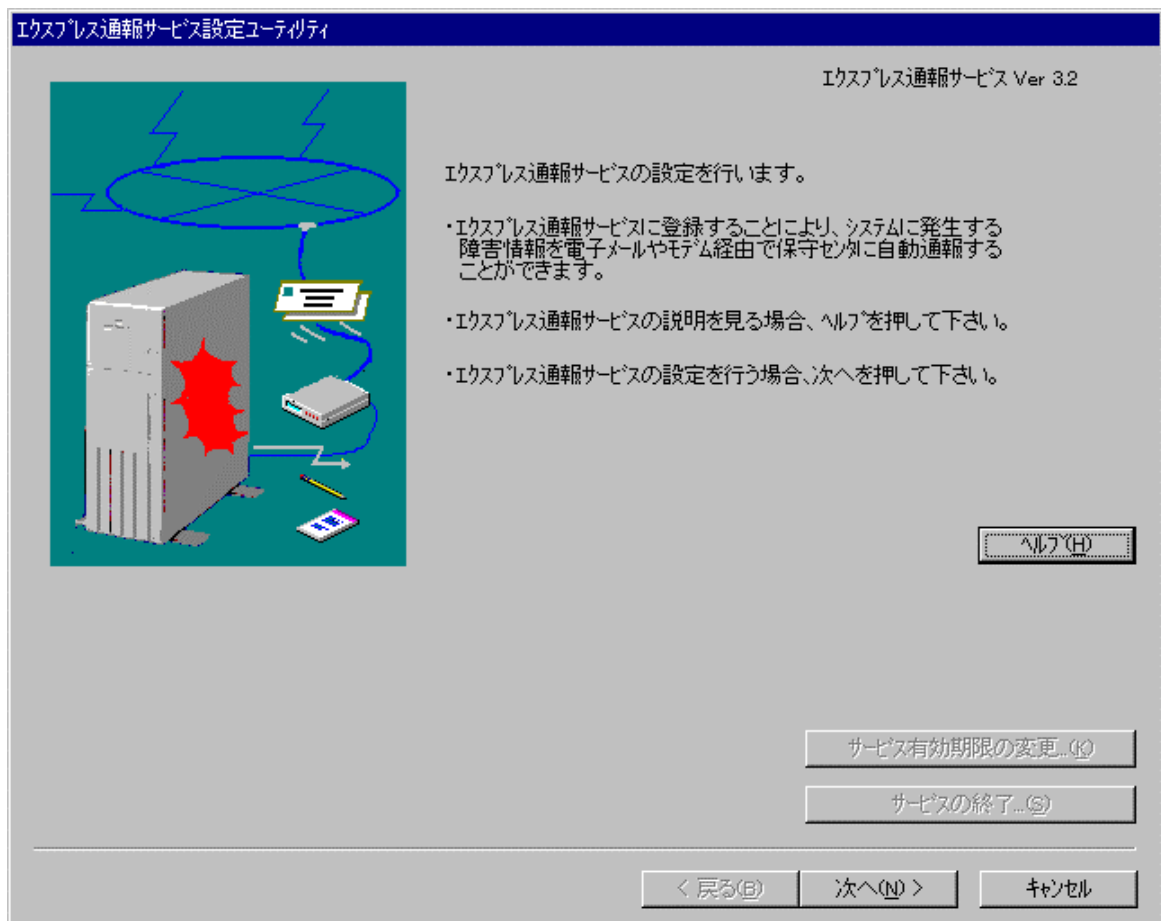 ｴｸｽﾌﾟﾚｽ通報ｻｰﾋﾞｽ設定ﾕｰﾃｨﾘﾃｨ
ｴｸｽﾌﾟﾚｽ通報ｻｰﾋﾞｽ Ver 3.2
ｴｸｽﾌﾟﾚｽ通報ｻｰﾋﾞｽの設定を行います。
・ｴｸｽﾌﾟﾚｽ通報ｻｰﾋﾞｽに登録することにより、ｼｽﾃﾑに発生する
障害情報を電子ﾒｰﾙやﾓﾃﾞﾑ経由で保守ｾﾝﾀに自動通報する
ことができます。
・ｴｸｽﾌﾟﾚｽ通報ｻｰﾋﾞｽの説明を見る場合、ﾍﾙﾌﾟを押して下さい。
・ｴｸｽﾌﾟﾚｽ通報ｻｰﾋﾞｽの設定を行う場合、次へを押して下さい。
ﾍﾙﾌﾟ(H)
ｻｰﾋﾞｽ有効期限の変更...(K)
ｻｰﾋﾞｽの終了...(S)
< 戻る(B)
次へ(N) >
ｷｬﾝｾﾙ